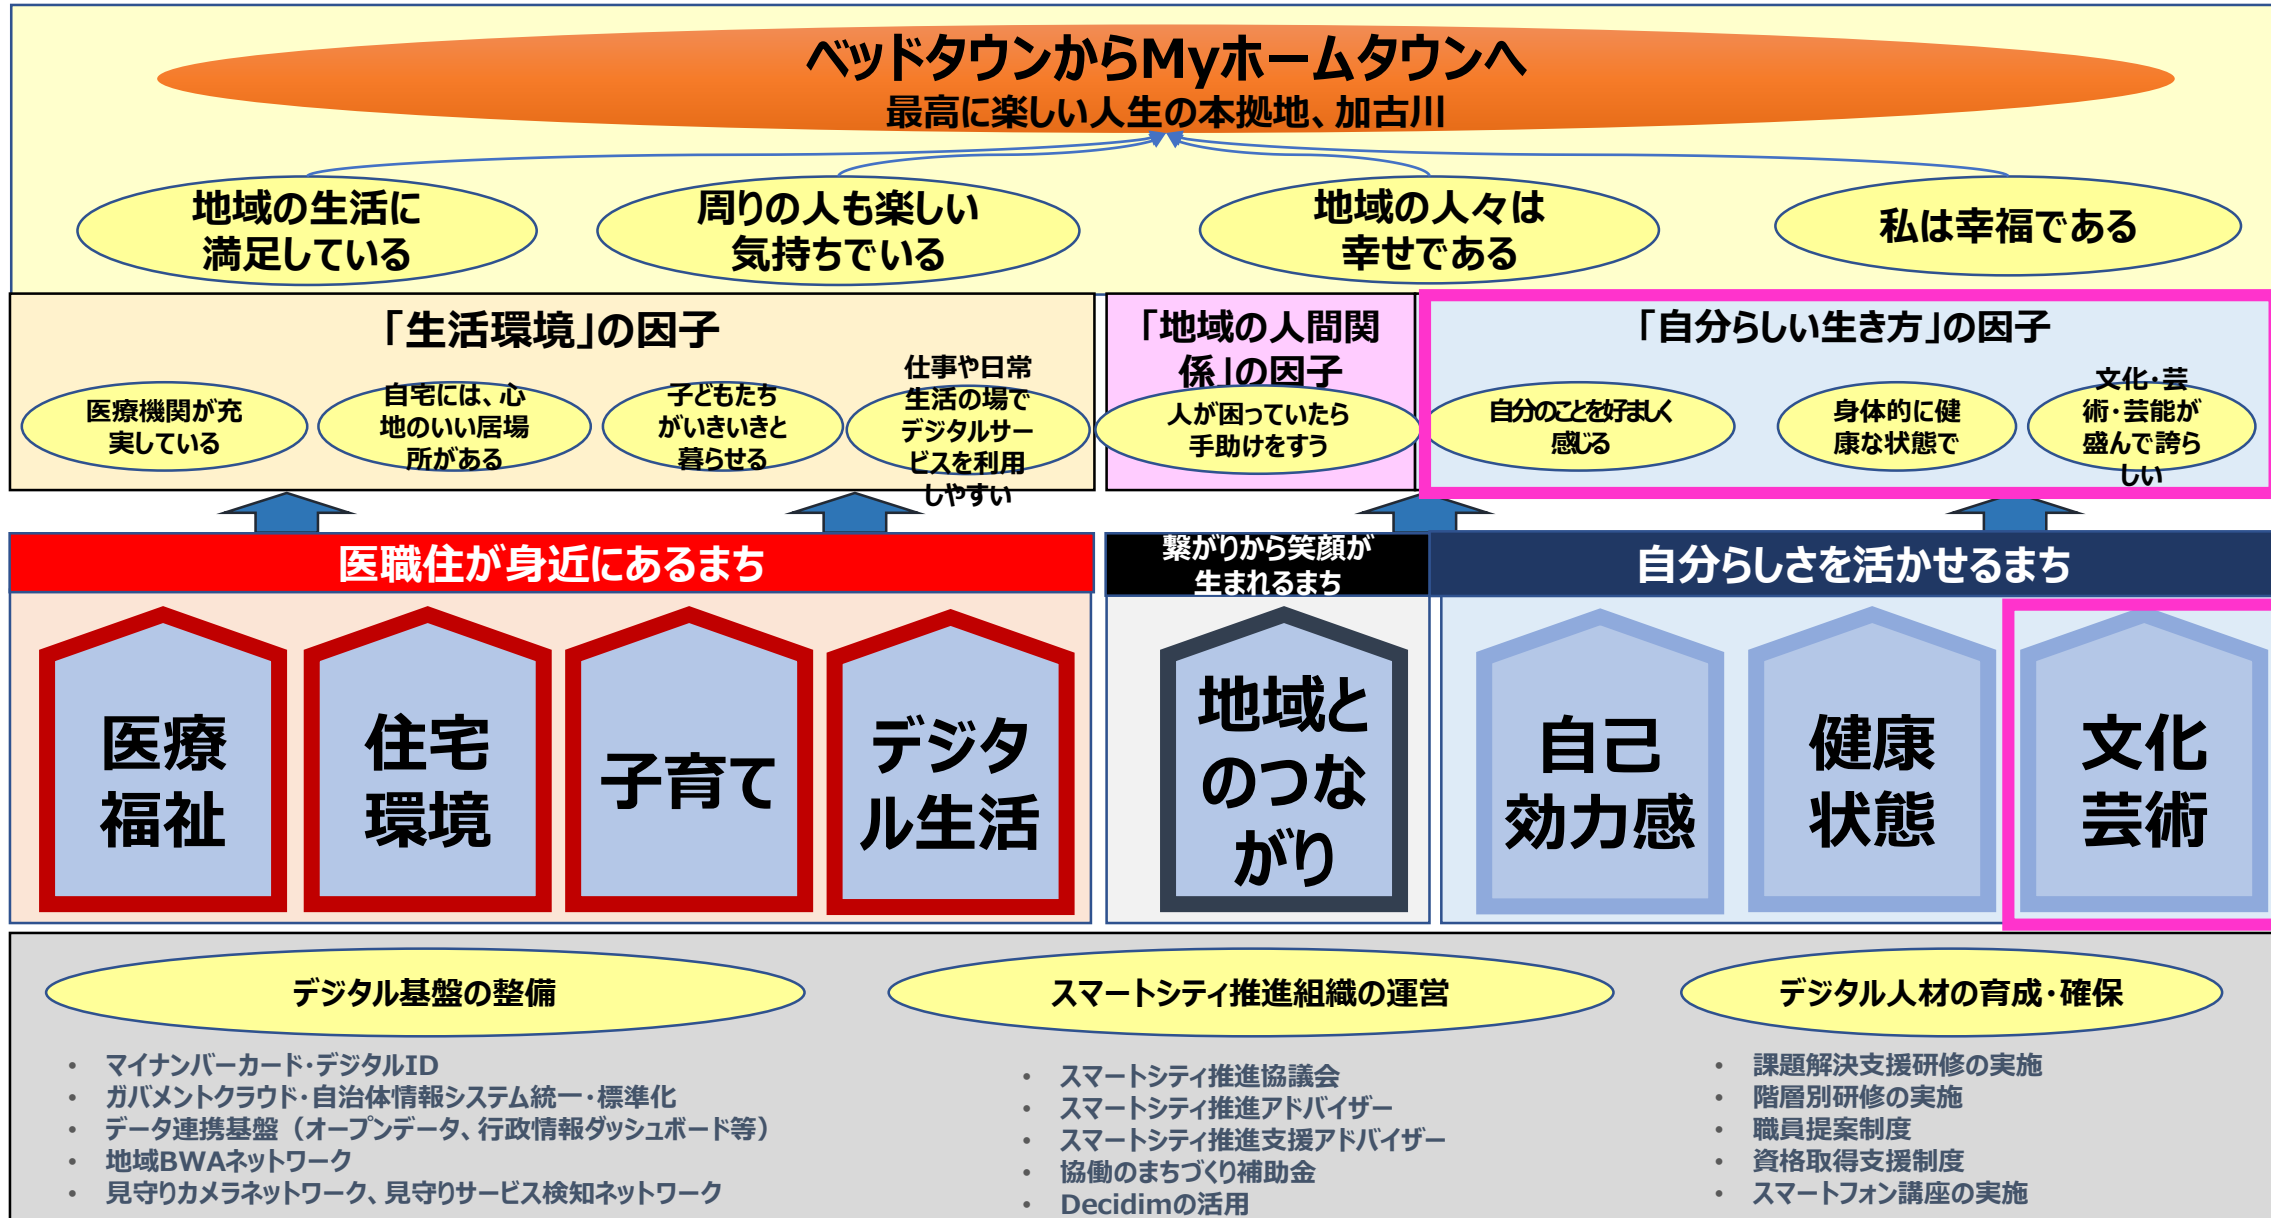 ベッドタウンからMyホームタウンへ
最高に楽しい人生の本拠地、加古川
地域の生活に
満足している
周りの人も楽しい
気持ちでいる
地域の人々は
幸せである
私は幸福である
「生活環境」の因子
医療機関が充
実している
自宅には、心
地のいい居場
所がある
子どもたち
がいきいきと
暮らせる
仕事や日常
生活の場で
デジタルサー
ビスを利用
しやすい
「地域の人間関
係」の因子
人が困っていたら
手助けをすう
「自分らしい生き方」の因子
自分のことを好ましく
感じる
身体的に健
康な状態で
文化・芸
術・芸能が
盛んで誇ら
しい
医職住が身近にあるまち
繋がりから笑顔が
生まれるまち
自分らしさを活かせるまち
医療
福祉
住宅
環境
子育て
デジタ
ル生活
地域と
のつな
がり
自己
効力感
健康
状態
文化
芸術
デジタル基盤の整備
• マイナンバーカード・デジタルID
• ガバメントクラウド・自治体情報システム統一・標準化
• データ連携基盤（オープンデータ、行政情報ダッシュボード等）
• 地域BWAネットワーク
• 見守りカメラネットワーク、見守りサービス検知ネットワーク
スマートシティ推進組織の運営
• スマートシティ推進協議会
• スマートシティ推進アドバイザー
• スマートシティ推進支援アドバイザー
• 協働のまちづくり補助金
• Decidimの活用
デジタル人材の育成・確保
• 課題解決支援研修の実施
• 階層別研修の実施
• 職員提案制度
• 資格取得支援制度
• スマートフォン講座の実施